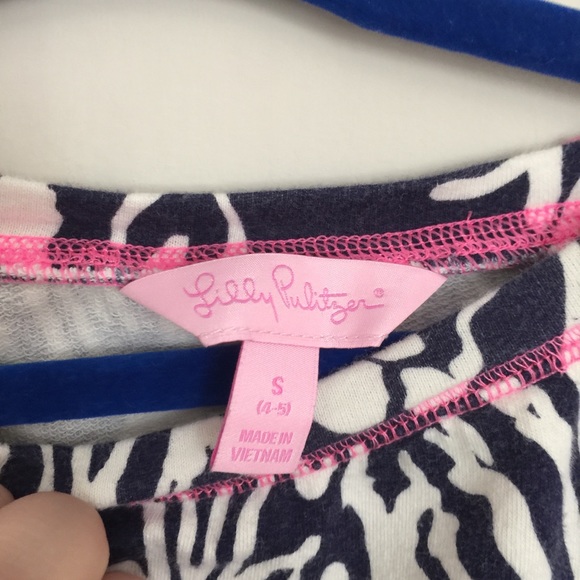 Lilly Pulitzer®
S
(4-5)
MADE IN
VIETNAM